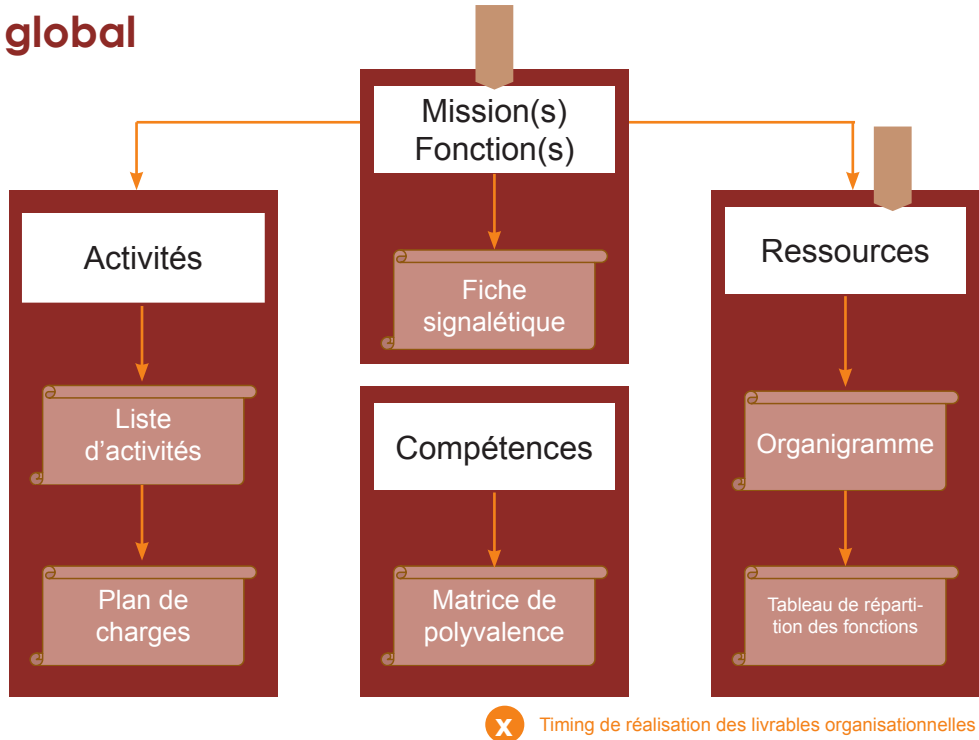 global
Mission(s)
Fonction(s)
Fiche
signalétique
Activités
Liste
d’activités
Plan de
charges
Compétences
Matrice de
polyvalence
Ressources
Organigramme
Tableau de réparti-
tion des fonctions
x Timing de réalisation des livrables organisationnelles